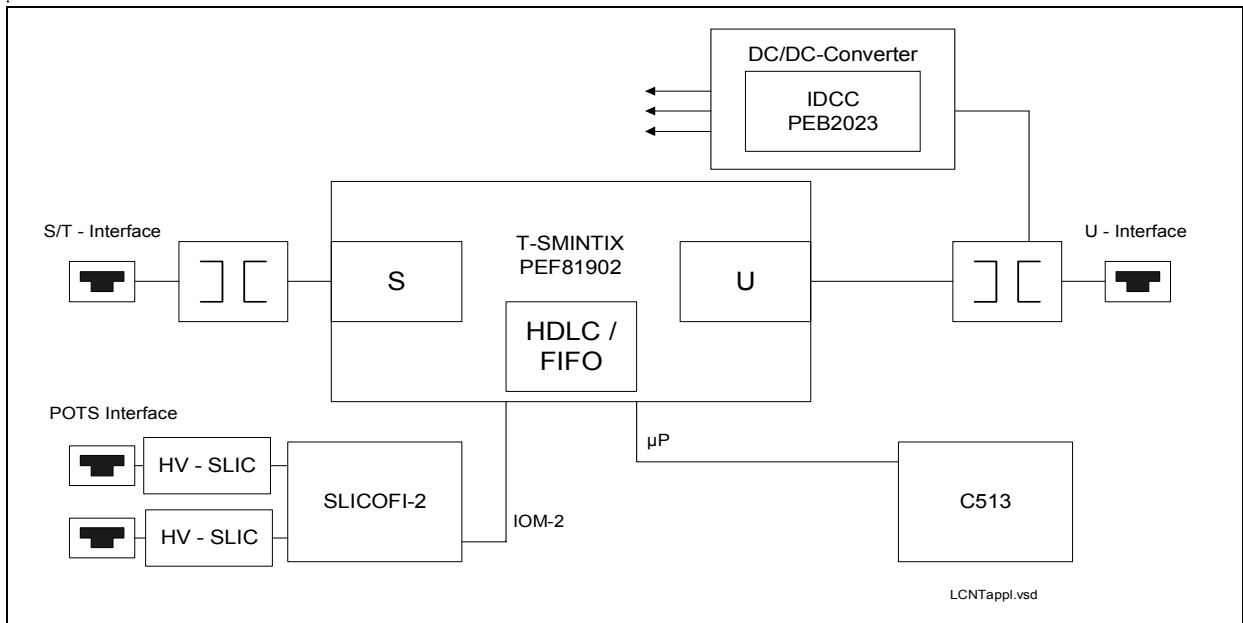 DC/DC-Converter
IDCC
PEB2023
S/T - Interface
T-SMINTIX
PEF81902
U - Interface
S
U
HDLC /
FIFO
POTS Interface
µP
HV - SLIC
SLICOFI-2
C513
IOM-2
HV - SLIC
LCNTappl.vsd